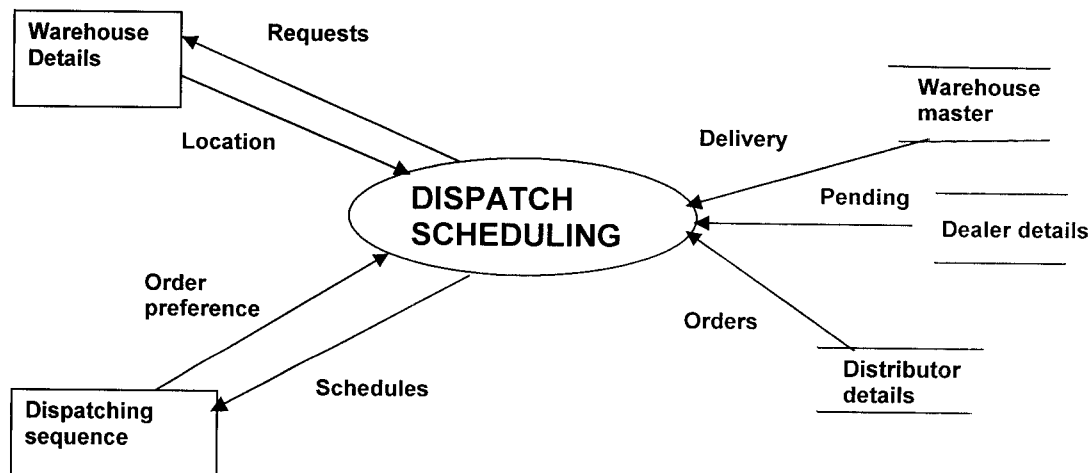 Warehouse
Details
Requests
Location
Warehouse
master
Delivery
DISPATCH
SCHEDULING
Pending
Dealer details
Order
preference
Orders
Schedules
Distributor
details
Dispatching
sequence